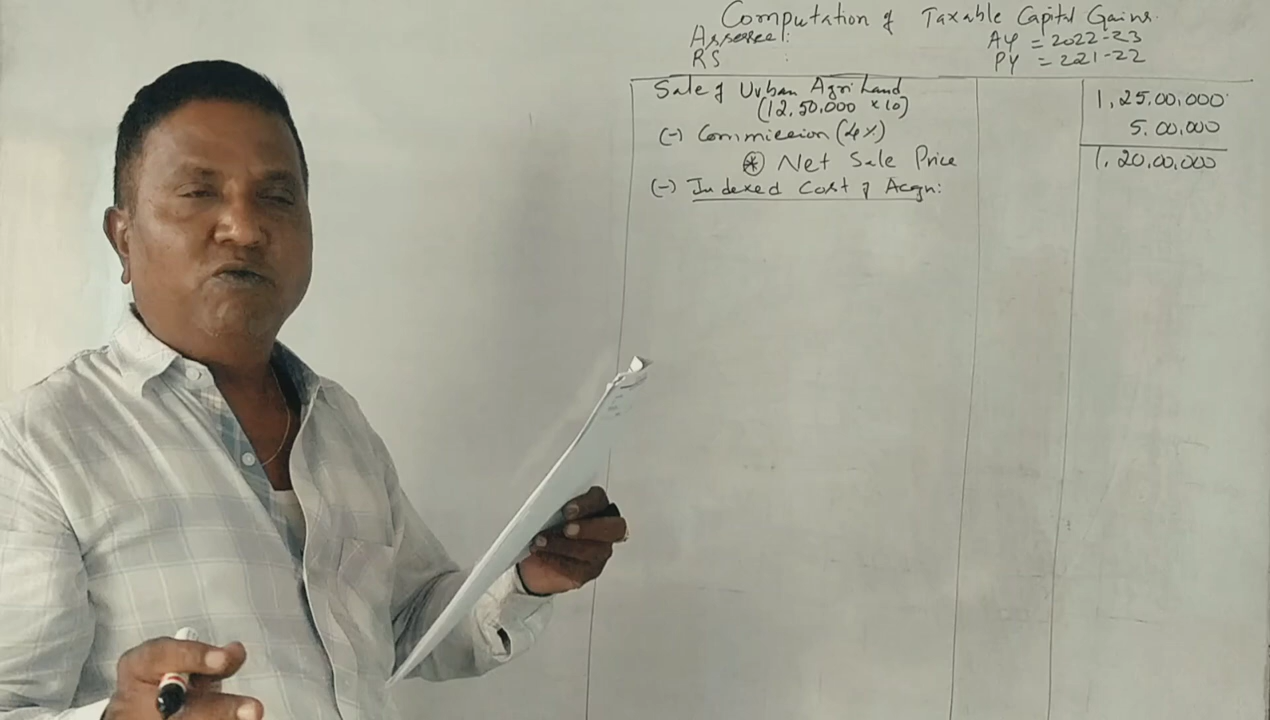 Computation of Taxable Capital Gains.
Assessee: AY = 2022-23
RS : PY = 221-22
Sale of Urban Agri Land 1,25,00,000
(12,50,000 × 10)
(-) Commission (4%) 5,00,000
* Net Sale Price 1,20,00,000
(-) Indexed Cost of Acqn: